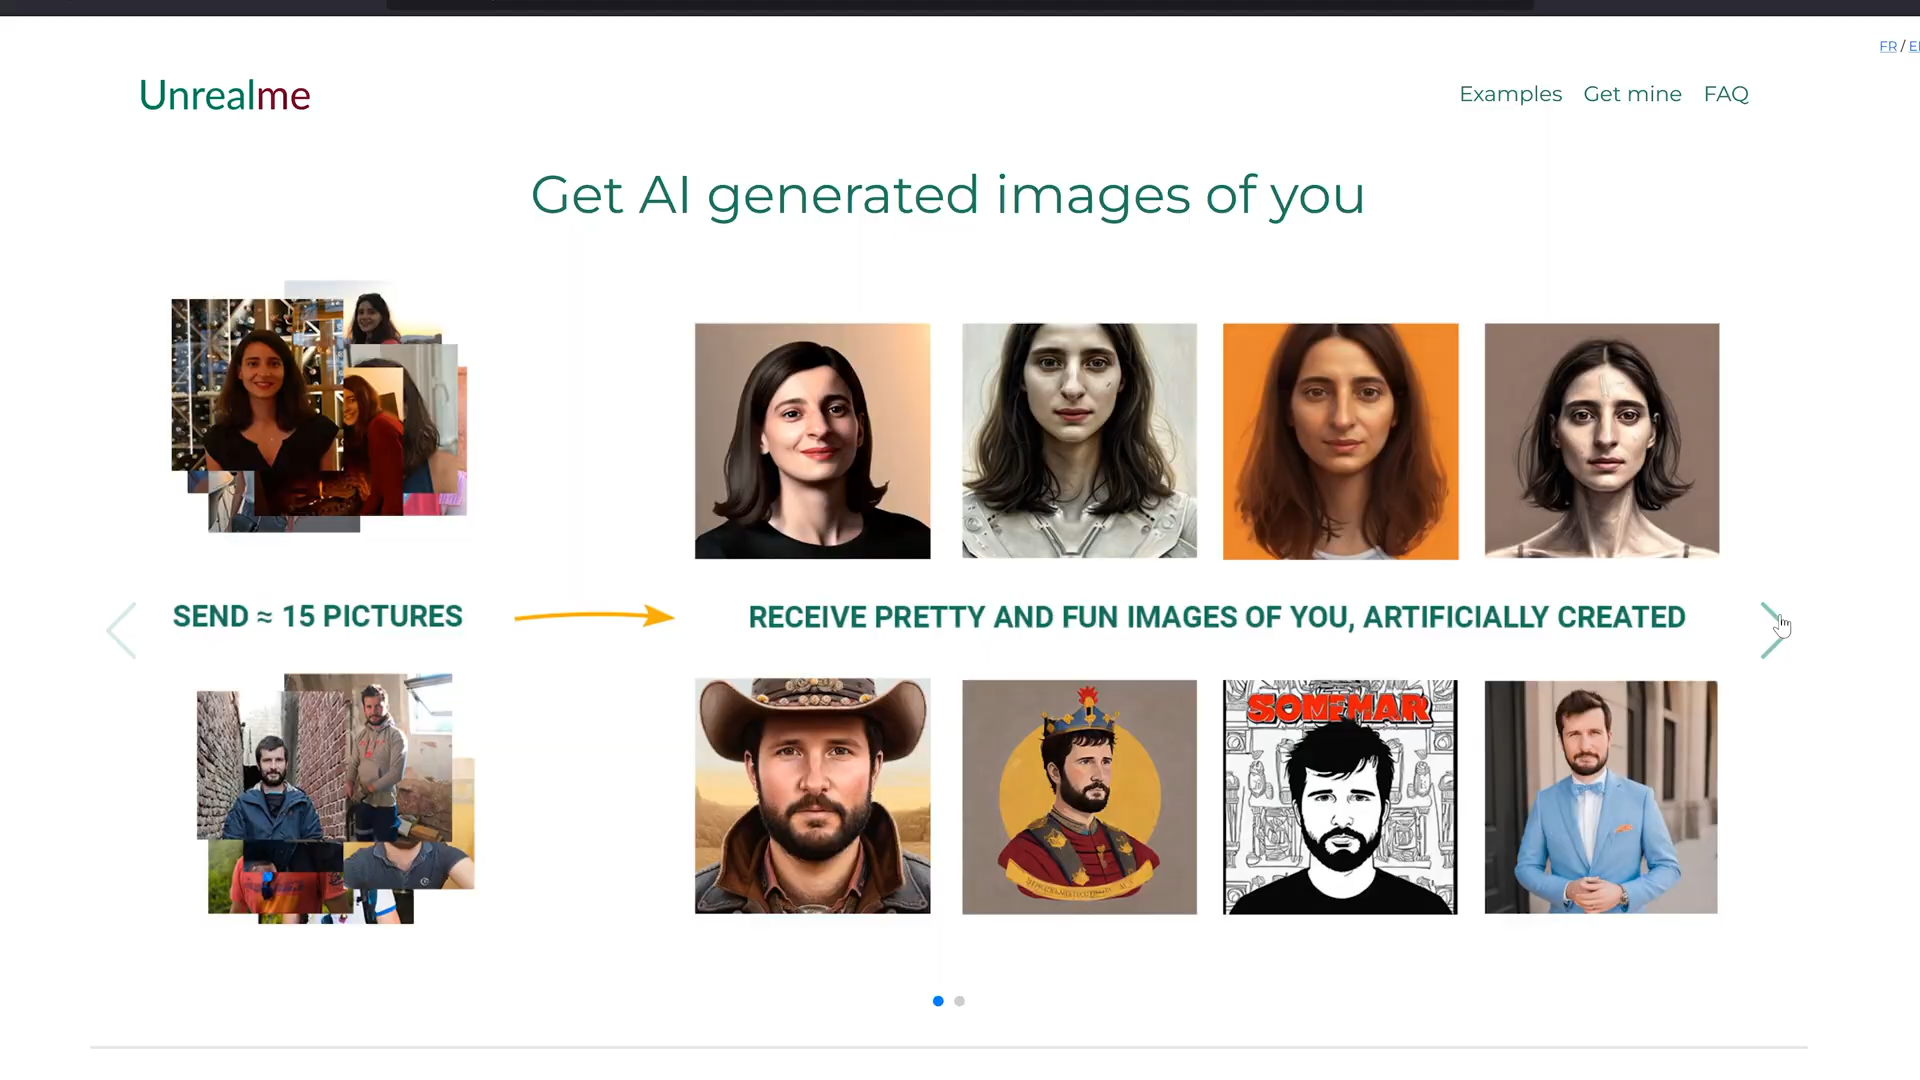 FR / E
Unrealme
Examples Get mine FAQ
Get AI generated images of you
SEND ≈ 15 PICTURES
RECEIVE PRETTY AND FUN IMAGES OF YOU, ARTIFICIALLY CREATED
SOMFMAR